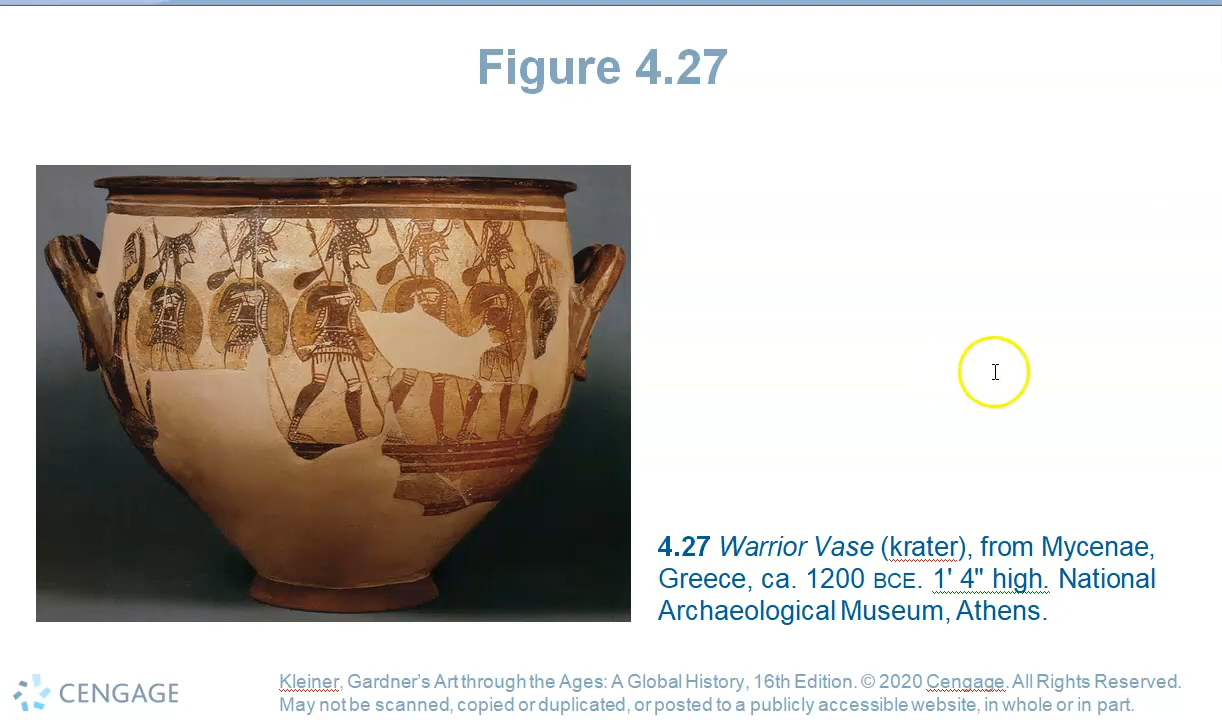 Figure 4.27
4.27 Warrior Vase (krater), from Mycenae,
Greece, ca. 1200 BCE. 1' 4" high. National
Archaeological Museum, Athens.
CENGAGE
Kleiner, Gardner’s Art through the Ages: A Global History, 16th Edition. © 2020 Cengage. All Rights Reserved.
May not be scanned, copied or duplicated, or posted to a publicly accessible website, in whole or in part.